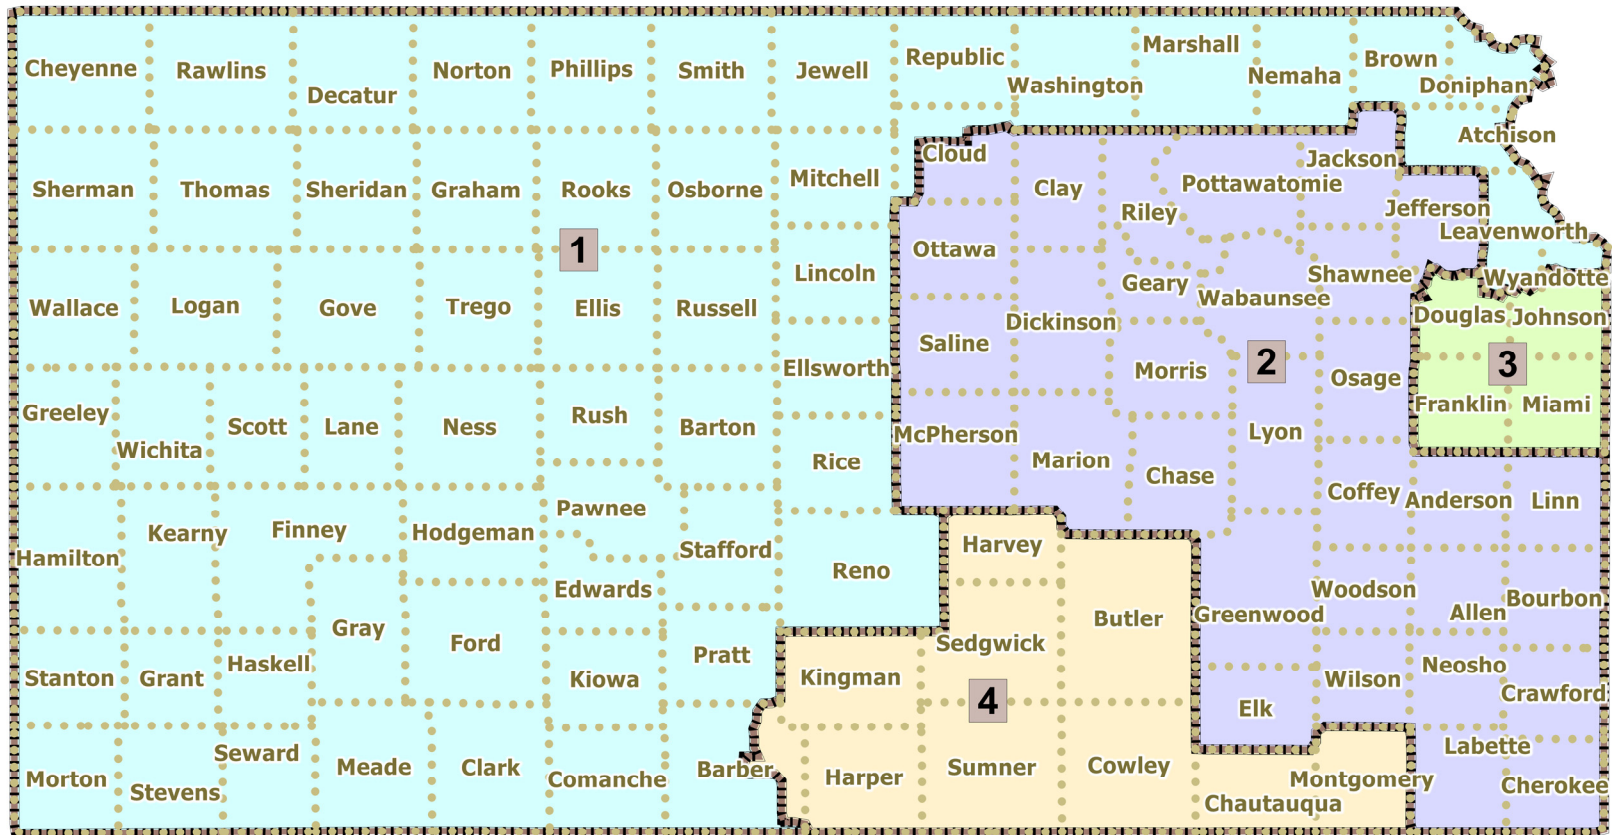 Cheyenne
Rawlins
Decatur
Norton
Phillips
Smith
Jewell
Republic
Washington
Marshall
Nemaha
Brown
Doniphan
Atchison
Sherman
Thomas
Sheridan
Graham
Rooks
Osborne
Mitchell
Cloud
Clay
Riley
Pottawatomie
Jackson
Jefferson
Leavenworth
1
Wallace
Logan
Gove
Trego
Ellis
Russell
Lincoln
Ottawa
Geary
Wabaunsee
Shawnee
Wyandotte
Douglas
Johnson
Saline
Dickinson
Ellsworth
Morris
2
Osage
3
Greeley
Wichita
Scott
Lane
Ness
Rush
Barton
Rice
McPherson
Marion
Chase
Lyon
Franklin
Miami
Hamilton
Kearny
Finney
Hodgeman
Pawnee
Stafford
Edwards
Reno
Harvey
Coffey
Anderson
Linn
Gray
Ford
Butler
Greenwood
Woodson
Allen
Bourbon
Stanton
Grant
Haskell
Kiowa
Pratt
Kingman
Sedgwick
4
Elk
Wilson
Neosho
Crawford
Morton
Stevens
Seward
Meade
Clark
Comanche
Barber
Harper
Sumner
Cowley
Chautauqua
Montgomery
Labette
Cherokee